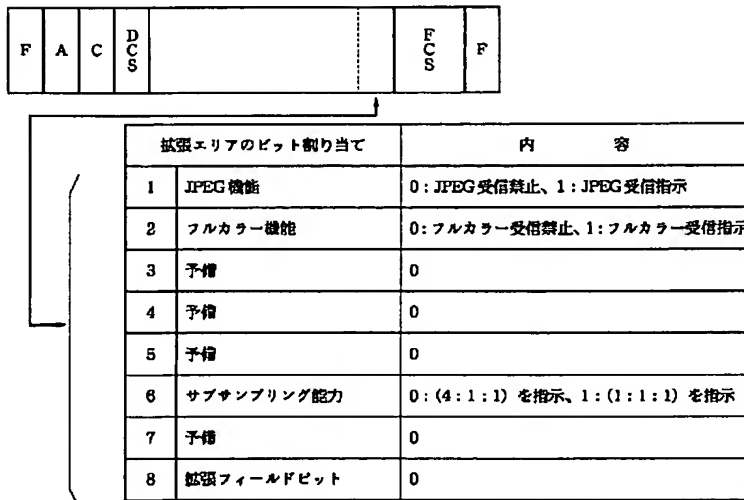 F A C DCS FCS F
拡張エリアのビット割り当て 内 容
1 JPEG機能 0：JPEG受信禁止、1：JPEG受信指示
2 フルカラー機能 0：フルカラー受信禁止、1：フルカラー受信指示
3 予備 0
4 予備 0
5 予備 0
6 サブサンプリング能力 0：（4：1：1）を指示、1：（1：1：1）を指示
7 予備 0
8 拡張フィールドビット 0